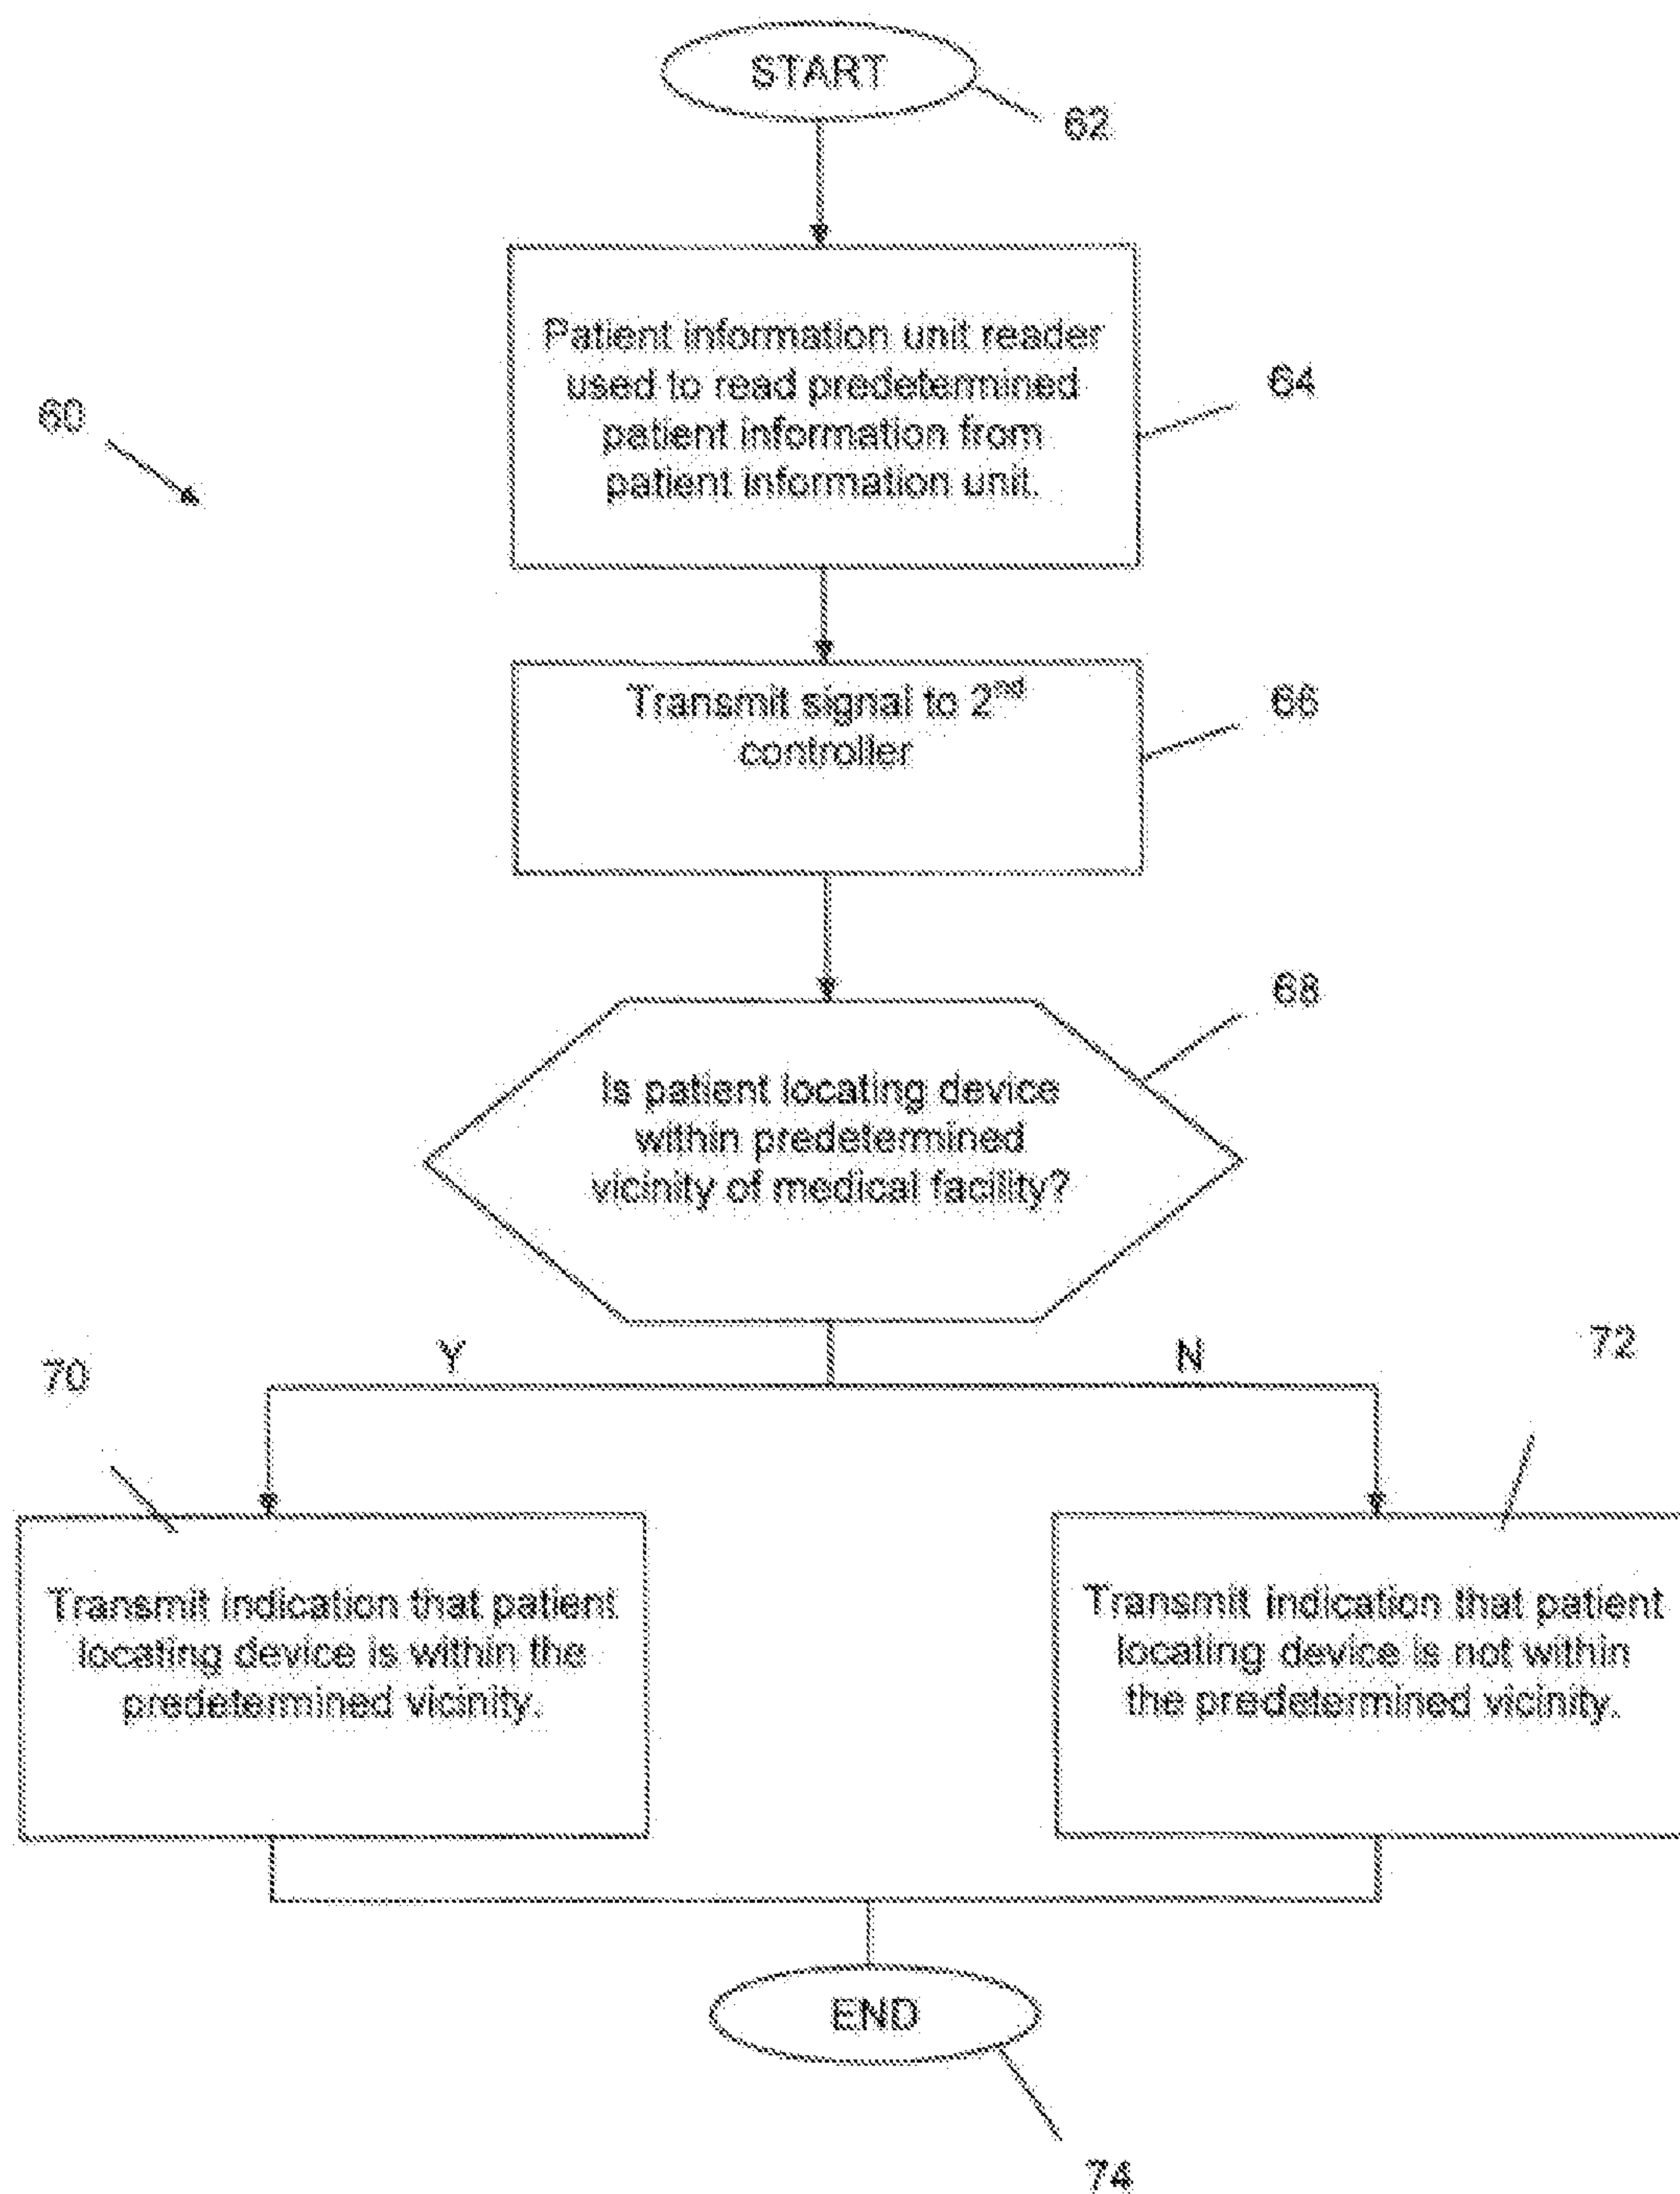 START
62
Patient information unit reader
used to read predetermined
patient information from
patient information unit.
64
60
Transmit signal to 2nd
controller
66
68
Is patient locating device
within predetermined
vicinity of medical facility?
Y
N
70
72
Transmit indication that patient
locating device is within the
predetermined vicinity.
Transmit indication that patient
locating device is not within
the predetermined vicinity.
END
74